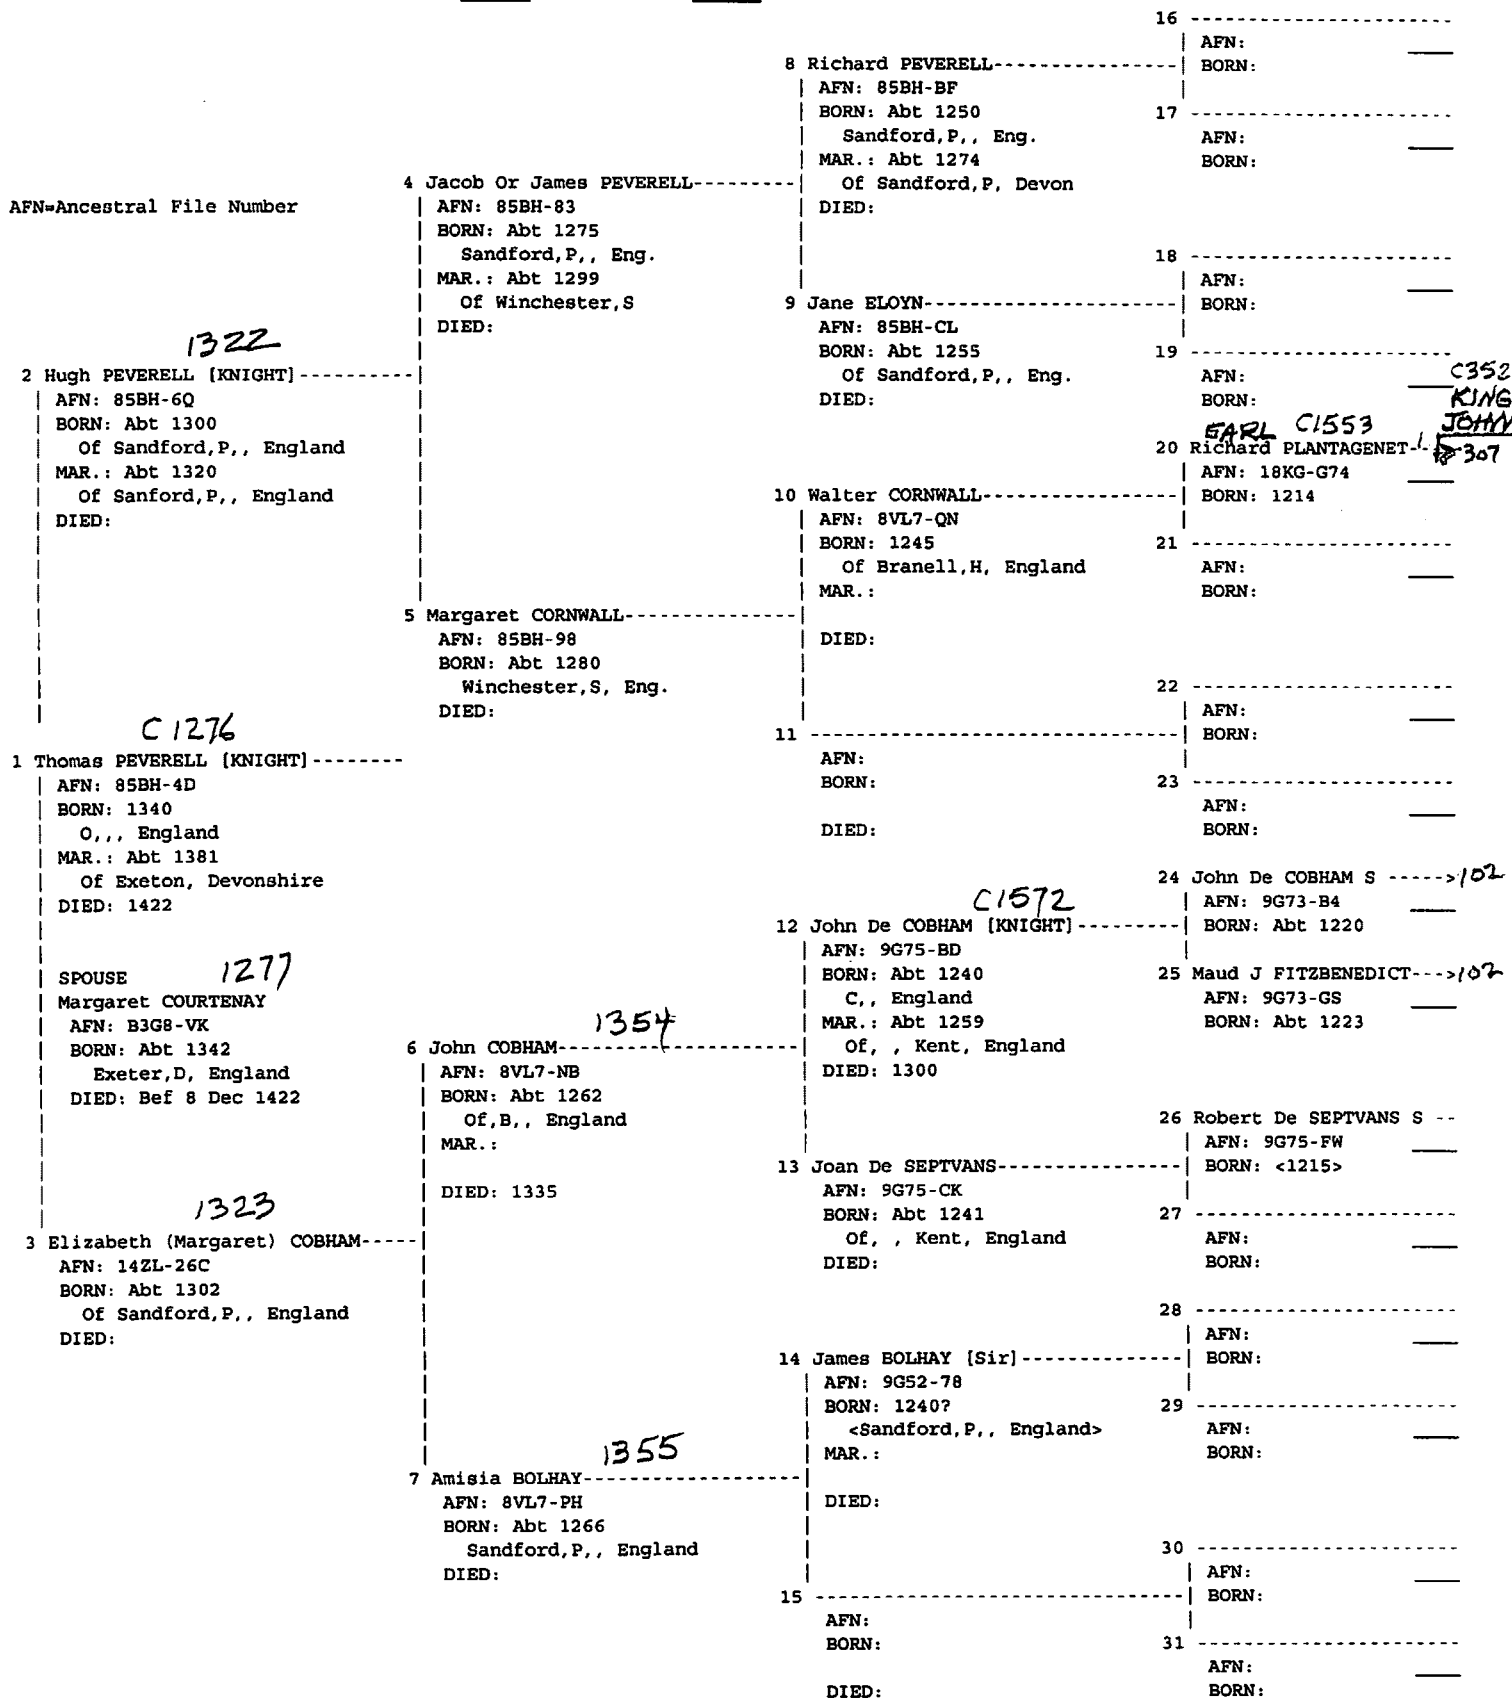 AFN=Ancestral File Number
C 1276
1 Thomas PEVERELL [KNIGHT]
AFN: 85BH-4D
BORN: 1340
O,,, England
MAR.: Abt 1381
Of Exeton, Devonshire
DIED: 1422
SPOUSE 1277
Margaret COURTENAY
AFN: B3G8-VK
BORN: Abt 1342
Exeter,D, England
DIED: Bef 8 Dec 1422
1322
2 Hugh PEVERELL [KNIGHT]
AFN: 85BH-6Q
BORN: Abt 1300
Of Sandford,P,, England
MAR.: Abt 1320
Of Sanford,P,, England
DIED:
1323
3 Elizabeth (Margaret) COBHAM
AFN: 14ZL-26C
BORN: Abt 1302
Of Sandford,P,, England
DIED:
4 Jacob Or James PEVERELL
AFN: 85BH-83
BORN: Abt 1275
Sandford,P,, Eng.
MAR.: Abt 1299
Of Winchester,S
DIED:
5 Margaret CORNWALL
AFN: 85BH-98
BORN: Abt 1280
Winchester,S, Eng.
DIED:
1354
6 John COBHAM
AFN: 8VL7-NB
BORN: Abt 1262
Of,B,, England
MAR.:
DIED: 1335
1355
7 Amisia BOLHAY
AFN: 8VL7-PH
BORN: Abt 1266
Sandford,P,, England
DIED:
8 Richard PEVERELL
AFN: 85BH-BF
BORN: Abt 1250
Sandford,P,, Eng.
MAR.: Abt 1274
Of Sandford,P, Devon
DIED:
9 Jane ELOYN
AFN: 85BH-CL
BORN: Abt 1255
Of Sandford,P,, Eng.
DIED:
10 Walter CORNWALL
AFN: 8VL7-QN
BORN: 1245
Of Branell,H, England
MAR.:
DIED:
11
AFN:
BORN:
DIED:
C1572
12 John De COBHAM [KNIGHT]
AFN: 9G75-BD
BORN: Abt 1240
C,, England
MAR.: Abt 1259
Of, , Kent, England
DIED: 1300
13 Joan De SEPTVANS
AFN: 9G75-CK
BORN: Abt 1241
Of, , Kent, England
DIED:
14 James BOLHAY [Sir]
AFN: 9G52-78
BORN: 1240?
<Sandford,P,, England>
MAR.:
DIED:
15
AFN:
BORN:
DIED:
16
AFN:
BORN:
17
AFN:
BORN:
18
AFN:
BORN:
19
AFN:
BORN:
C352
KING
JOHN
EARL C1553
20 Richard PLANTAGENET 307
AFN: 18KG-G74
BORN: 1214
21
AFN:
BORN:
22
AFN:
BORN:
23
AFN:
BORN:
24 John De COBHAM S ----->102
AFN: 9G73-B4
BORN: Abt 1220
25 Maud J FITZBENEDICT--->102
AFN: 9G73-GS
BORN: Abt 1223
26 Robert De SEPTVANS S --
AFN: 9G75-FW
BORN: <1215>
27
AFN:
BORN:
28
AFN:
BORN:
29
AFN:
BORN:
30
AFN:
BORN:
31
AFN:
BORN: